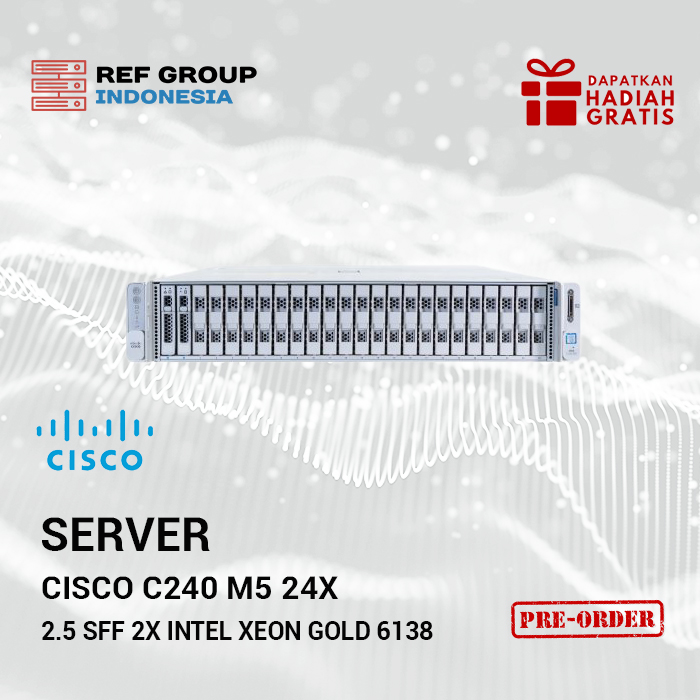 REF GROUP
INDONESIA
DAPATKAN
HADIAH
GRATIS
CISCO
SERVER
CISCO C240 M5 24X
2.5 SFF 2X INTEL XEON GOLD 6138
PRE-ORDER